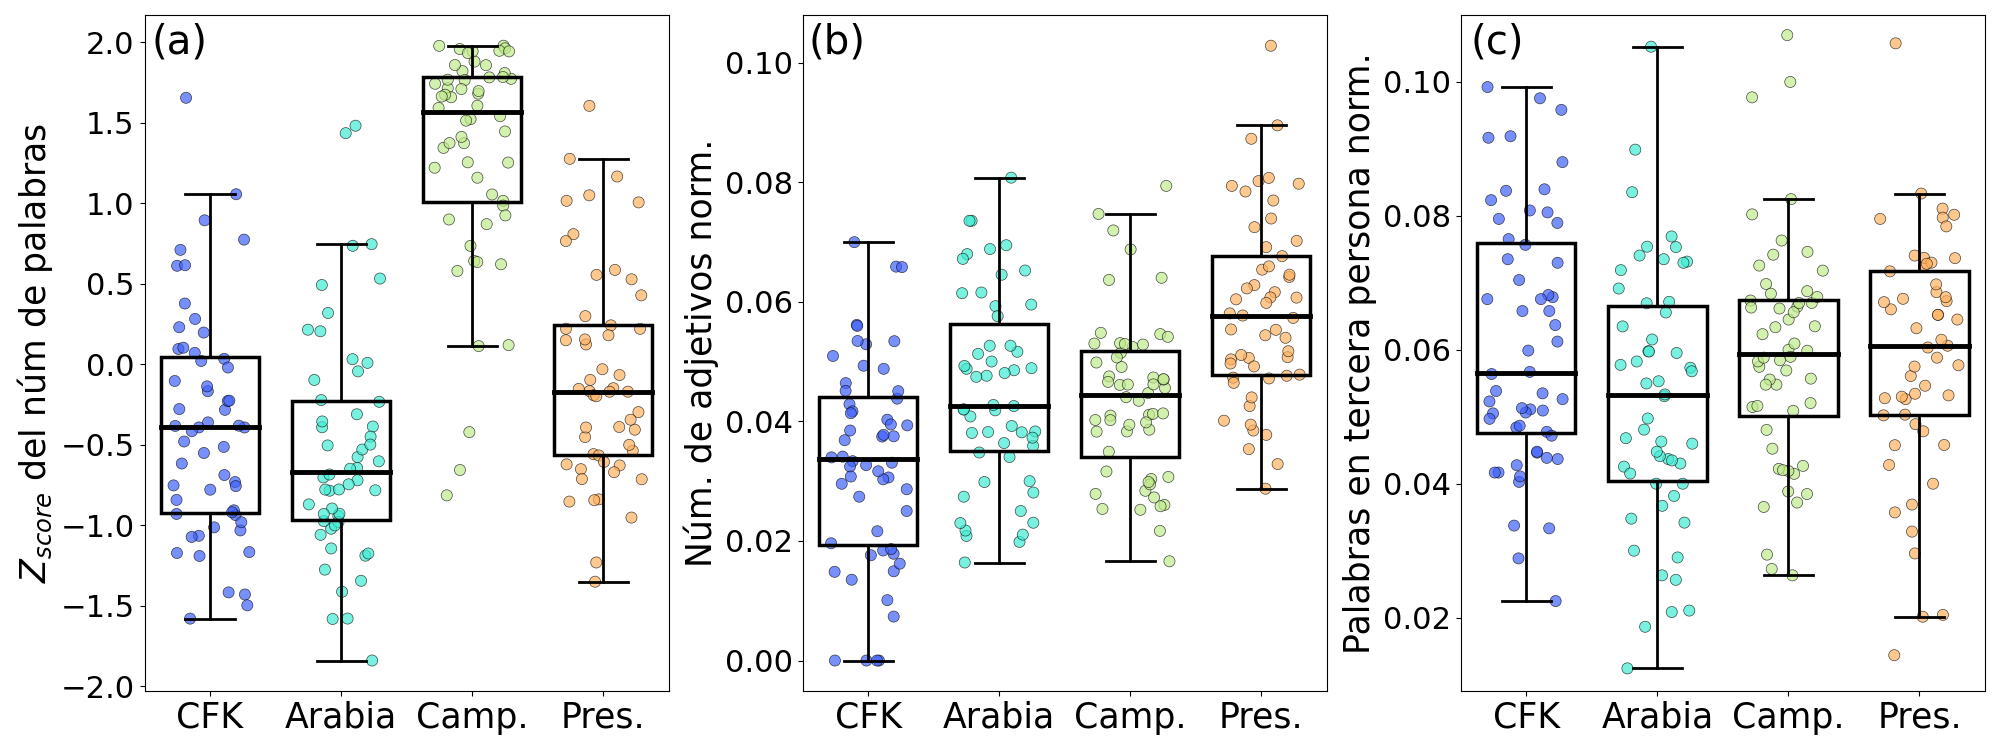 (a)
Zscore del núm de palabras
2.0
1.5
1.0
0.5
0.0
−0.5
−1.0
−1.5
−2.0
CFK Arabia Camp. Pres.
(b)
Núm. de adjetivos norm.
0.10
0.08
0.06
0.04
0.02
0.00
CFK Arabia Camp. Pres.
(c)
Palabras en tercera persona norm.
0.10
0.08
0.06
0.04
0.02
CFK Arabia Camp. Pres.